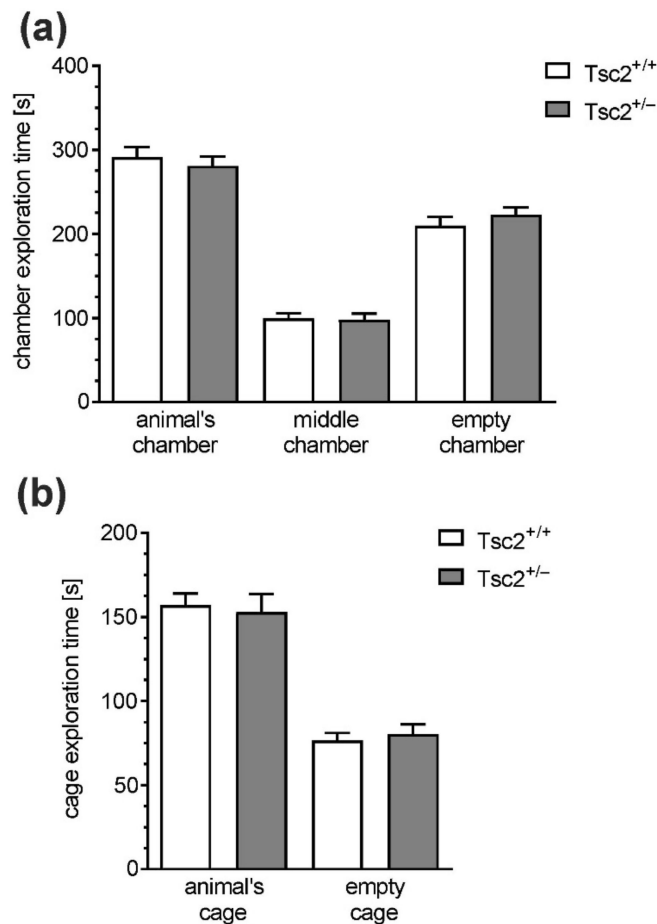 (a)
chamber exploration time [s]
400
300
200
100
0
Tsc2+/+
Tsc2+/–
animal's
chamber
middle
chamber
empty
chamber
(b)
cage exploration time [s]
200
150
100
50
0
Tsc2+/+
Tsc2+/–
animal's
cage
empty
cage